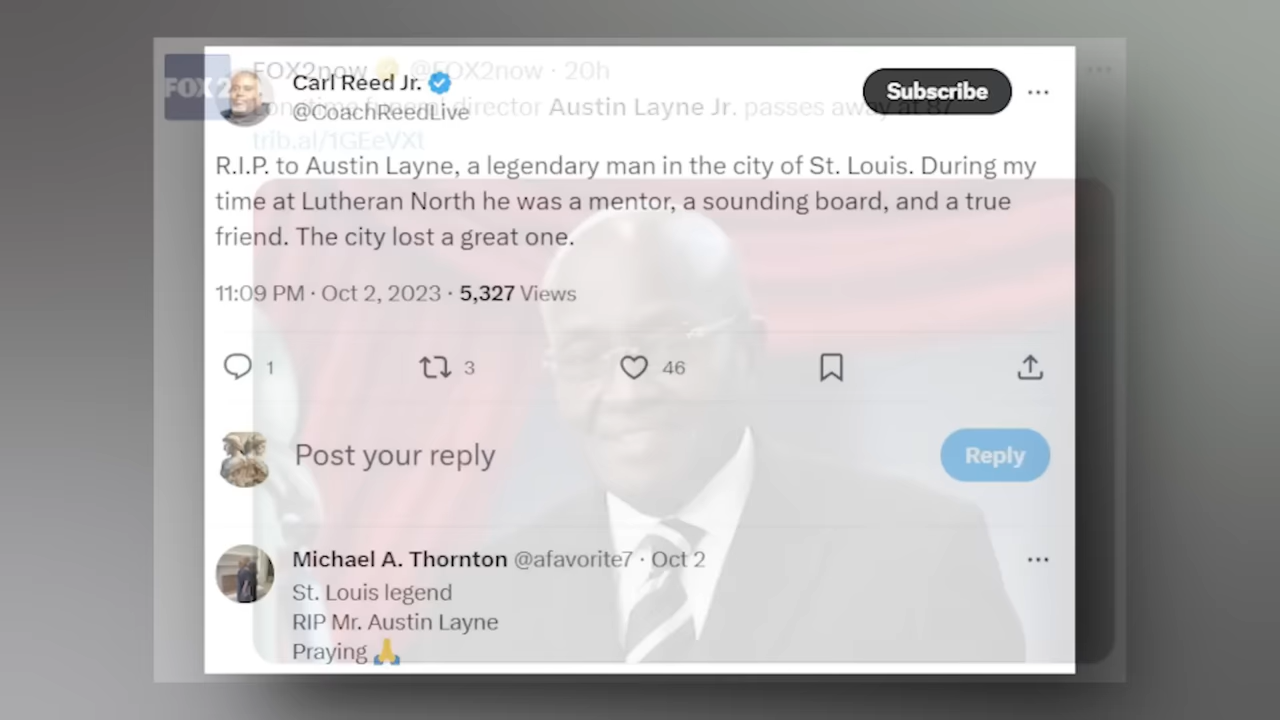 FOX2now @FOX2now · 20h
FOX 2
Carl Reed Jr.
Subscribe
@CoachReedLive
funeral director Austin Layne Jr. passes away at 87
trib.al/1GEeVXt
R.I.P. to Austin Layne, a legendary man in the city of St. Louis. During my
time at Lutheran North he was a mentor, a sounding board, and a true
friend. The city lost a great one.
11:09 PM · Oct 2, 2023 · 5,327 Views
1
3
46
Post your reply
Reply
Michael A. Thornton @afavorite7 · Oct 2
St. Louis legend
RIP Mr. Austin Layne
Praying 🙏